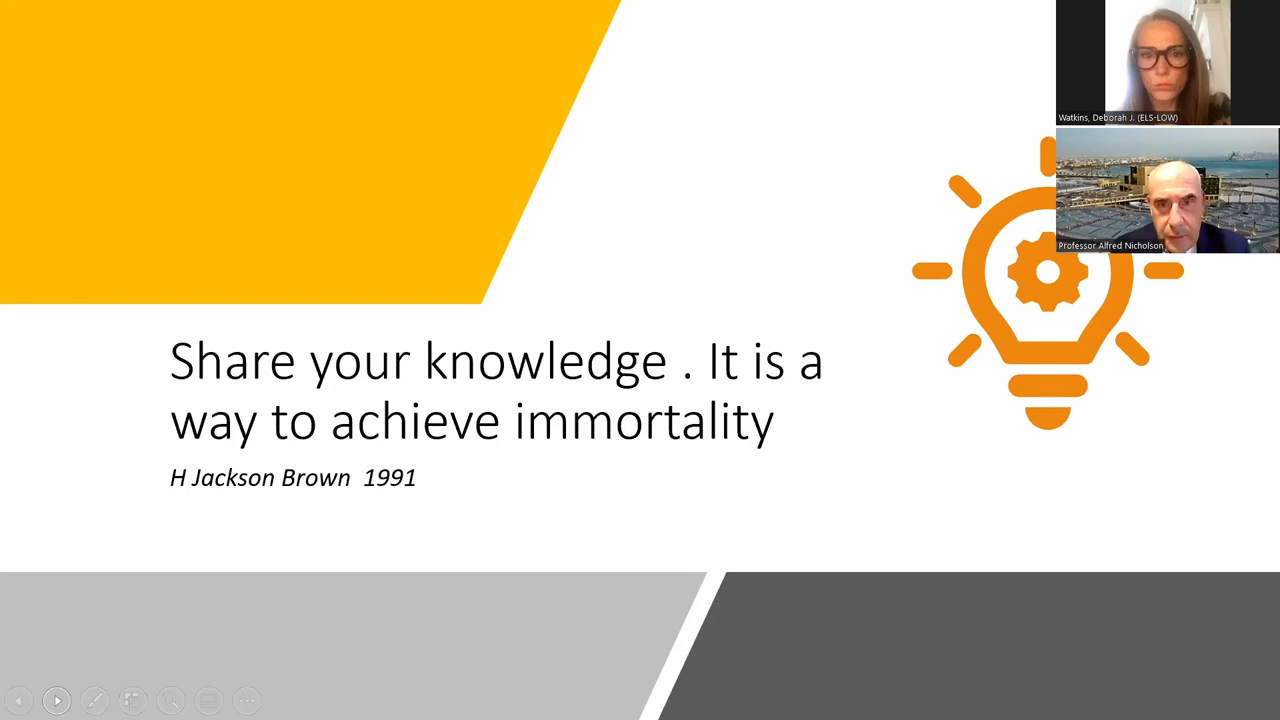 Watkins, Deborah J. (ELS-LOW)
Professor Alfred Nicholson
Share your knowledge . It is a
way to achieve immortality
H Jackson Brown  1991